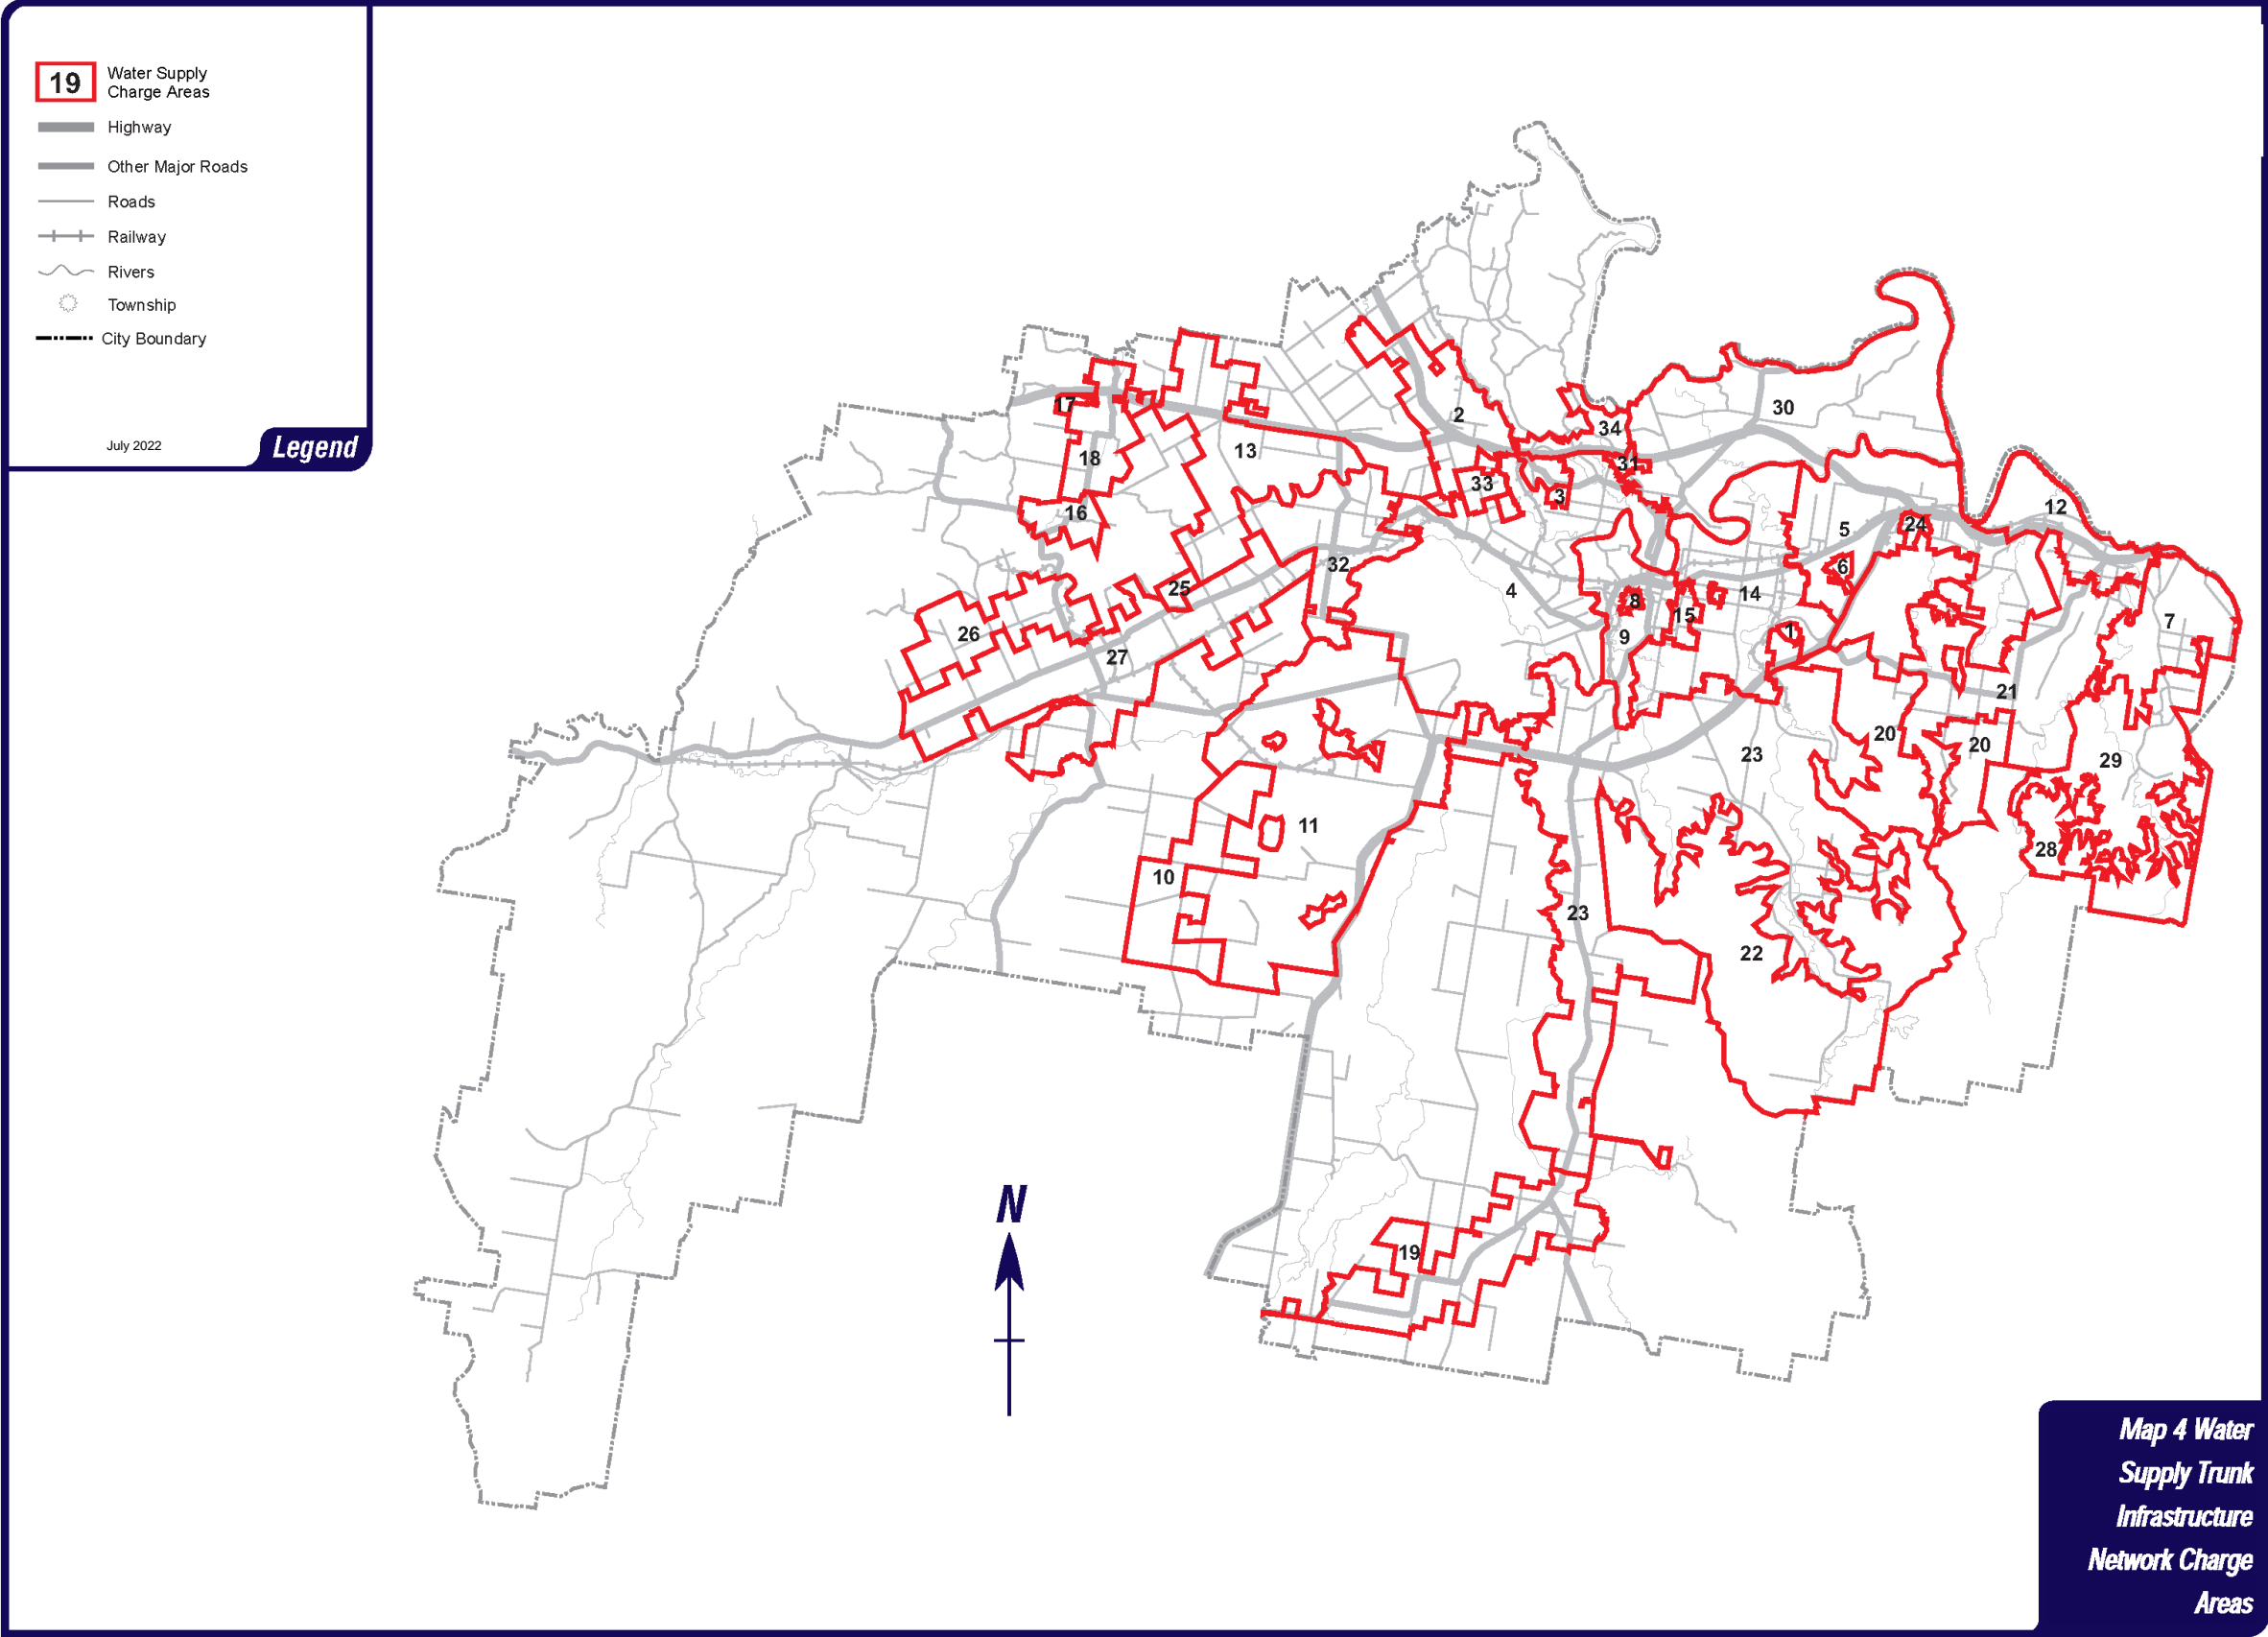 19
Water Supply
Charge Areas
Highway
Other Major Roads
Roads
Railway
Rivers
Township
City Boundary
July 2022
Legend
30
2
17
34
13
18
31
33
3
16
12
24
5
32
6
25
4
14
8
15
7
26
1
9
27
21
20
20
23
29
11
28
10
23
22
N
19
Map 4 Water
Supply Trunk
Infrastructure
Network Charge
Areas